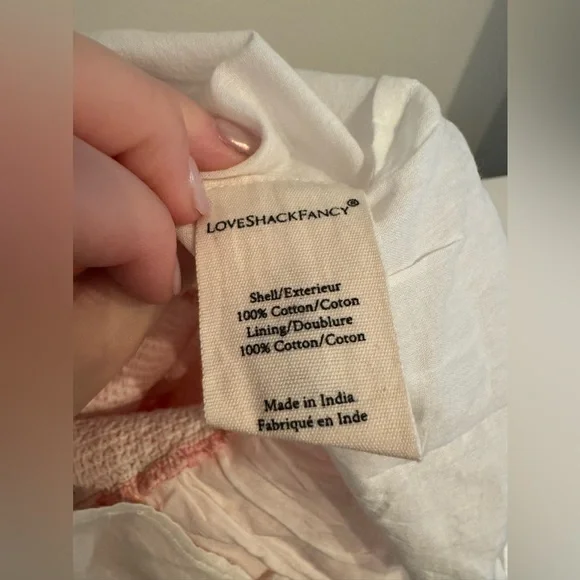 LoveShackFancy®
Shell/Exterieur
100% Cotton/Coton
Lining/Doublure
100% Cotton/Coton
Made in India
Fabriqué en Inde